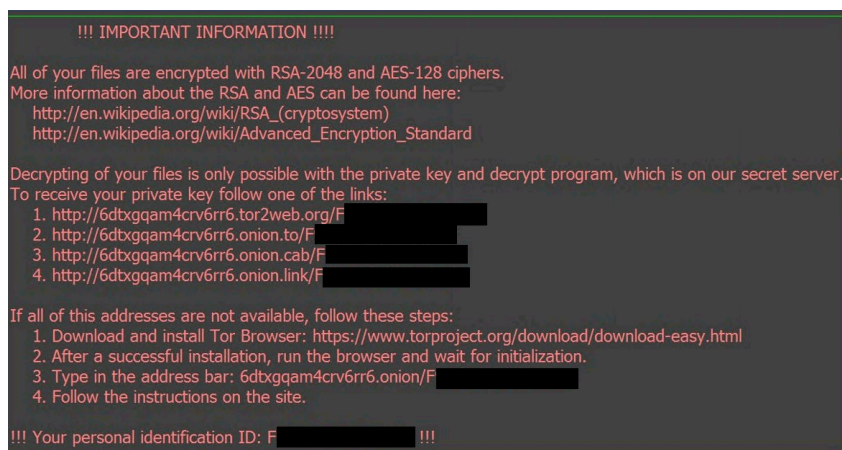 !!! IMPORTANT INFORMATION !!!!
All of your files are encrypted with RSA-2048 and AES-128 ciphers.
More information about the RSA and AES can be found here:
http://en.wikipedia.org/wiki/RSA_(cryptosystem)
http://en.wikipedia.org/wiki/Advanced_Encryption_Standard
Decrypting of your files is only possible with the private key and decrypt program, which is on our secret server.
To receive your private key follow one of the links:
1. http://6dtxgqam4crv6rr6.tor2web.org/F
2. http://6dtxgqam4crv6rr6.onion.to/F
3. http://6dtxgqam4crv6rr6.onion.cab/F
4. http://6dtxgqam4crv6rr6.onion.link/F
If all of this addresses are not available, follow these steps:
1. Download and install Tor Browser: https://www.torproject.org/download/download-easy.html
2. After a successful installation, run the browser and wait for initialization.
3. Type in the address bar: 6dtxgqam4crv6rr6.onion/F
4. Follow the instructions on the site.
!!! Your personal identification ID: F !!!